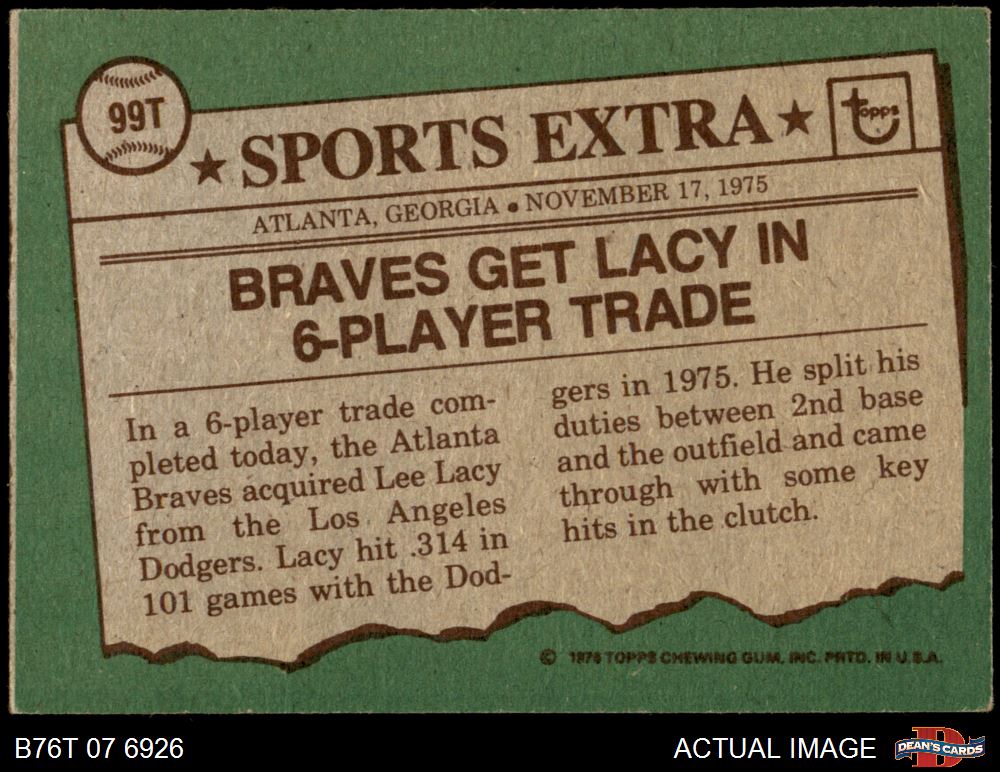 99T
★ SPORTS EXTRA ★
Topps
ATLANTA, GEORGIA • NOVEMBER 17, 1975
BRAVES GET LACY IN
6-PLAYER TRADE
In a 6-player trade com-
pleted today, the Atlanta
Braves acquired Lee Lacy
from the Los Angeles
Dodgers. Lacy hit .314 in
101 games with the Dod-
gers in 1975. He split his
duties between 2nd base
and the outfield and came
through with some key
hits in the clutch.
© 1976 TOPPS CHEWING GUM, INC. PRTD. IN U.S.A.
B76T 07 6926
ACTUAL IMAGE
D
DEAN'S CARDS